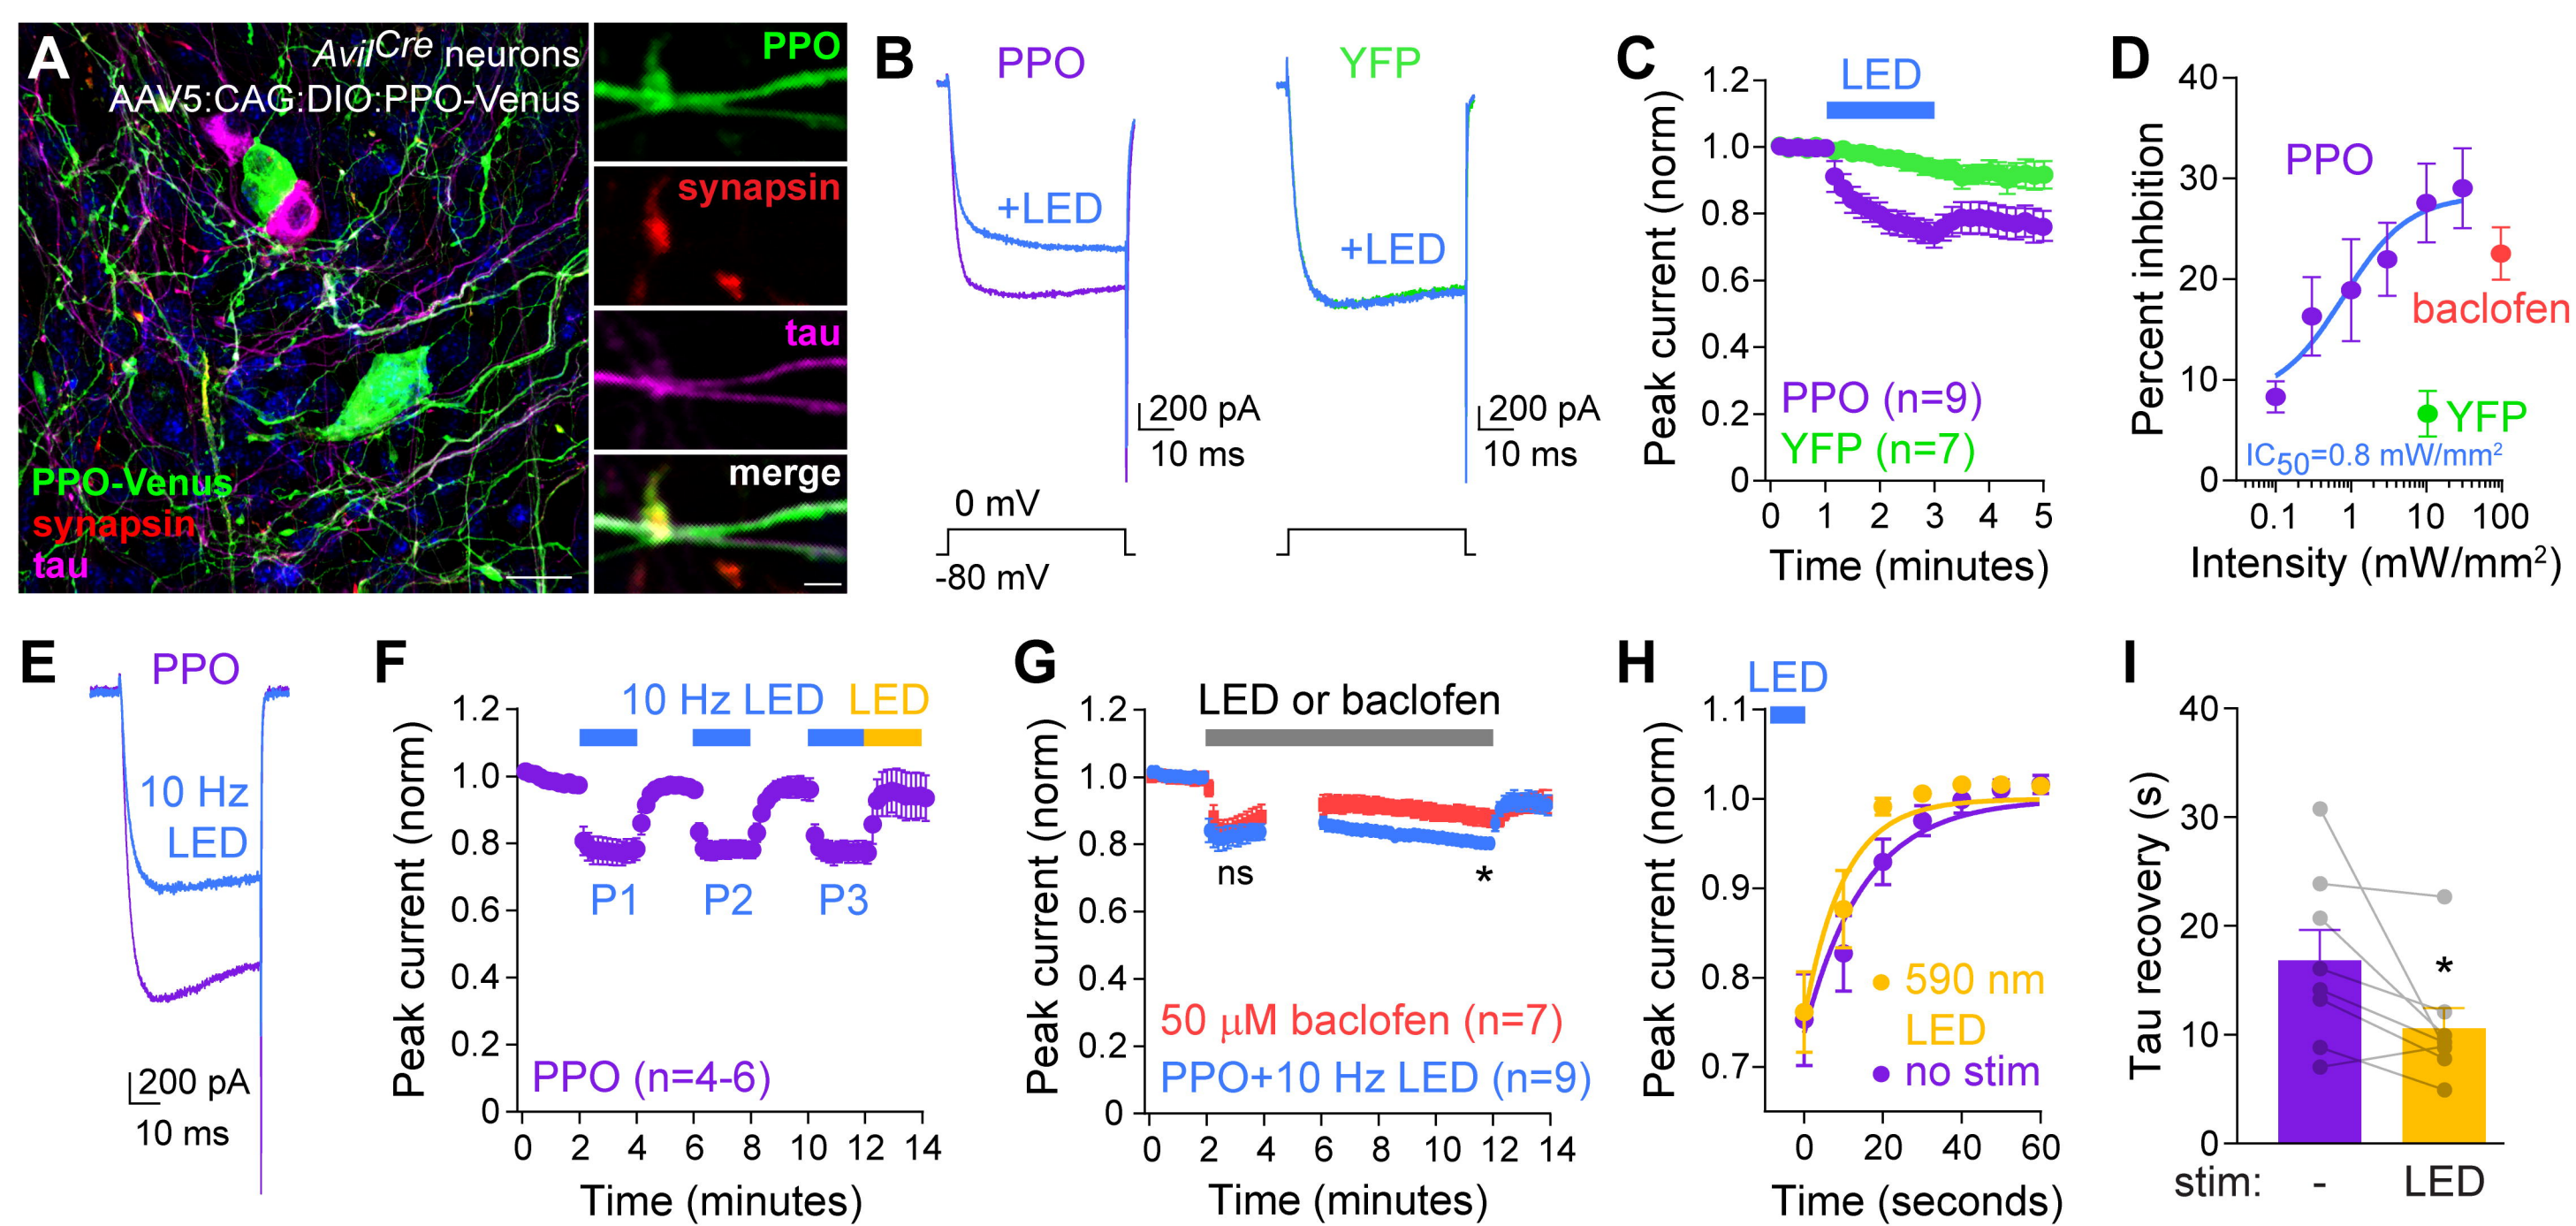 A
AvilCre neurons
AAV5:CAG:DIO:PPO-Venus
PPO-Venus
synapsin
tau
PPO
synapsin
tau
merge
B
PPO
YFP
+LED
+LED
200 pA
10 ms
200 pA
10 ms
0 mV
-80 mV
C
LED
Peak current (norm)
1.2
1.0
0.8
0.6
0.4
0.2
0
PPO (n=9)
YFP (n=7)
0 1 2 3 4 5
Time (minutes)
D
Percent inhbition
40
30
20
10
0
PPO
baclofen
YFP
IC50=0.8 mW/mm2
0.1 1 10 100
Intensity (mW/mm2)
E
PPO
10 Hz
LED
200 pA
10 ms
F
10 Hz LED LED
Peak current (norm)
1.2
1.0
0.8
0.6
0.4
0.2
0
P1 P2 P3
PPO (n=4-6)
0 2 4 6 8 10 12 14
Time (minutes)
G
LED or baclofen
Peak current (norm)
1.2
1.0
0.8
0.6
0.4
0.2
0
ns
*
50 µM baclofen (n=7)
PPO+10 Hz LED (n=9)
0 2 4 6 8 10 12 14
Time (minutes)
H
LED
Peak current (norm)
1.1
1.0
0.9
0.8
0.7
590 nm
LED
no stim
0 20 40 60
Time (seconds)
I
Tau recovery (s)
40
30
20
10
0
*
stim: - LED